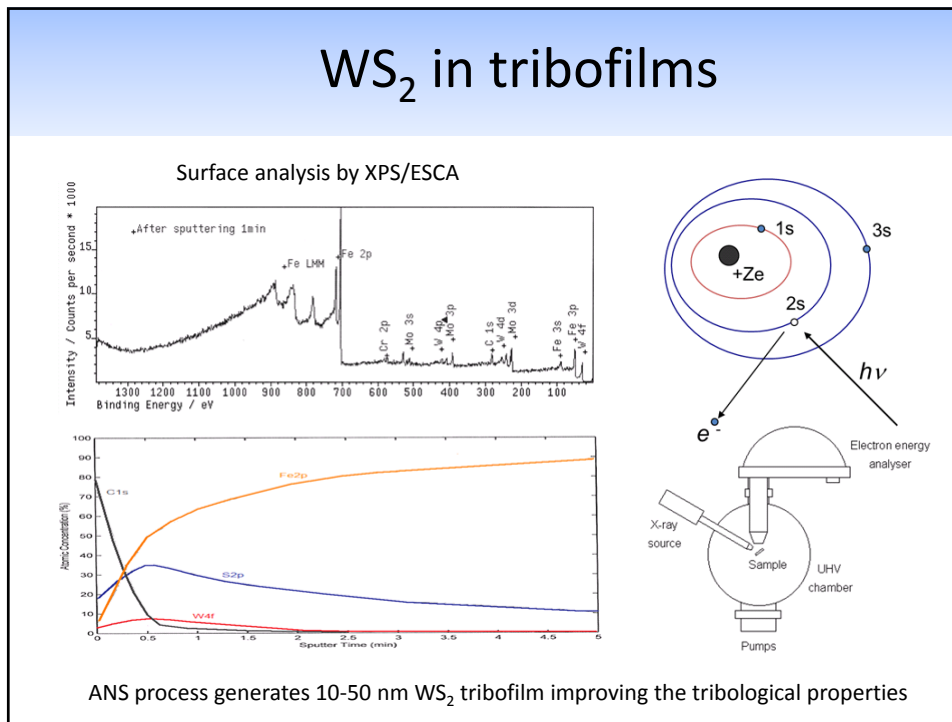 WS₂ in tribofilms
Surface analysis by XPS/ESCA
Intensity / Counts per second * 1000
15
10
5
+After sputtering 1min
Fe LMM
Fe 2p
Cr 2p
Mo 3s
W 4p
Mo 3p
C 1s
W 4d
Mo 3d
Fe 3s
Fe 3p
W 4f
1300 1200 1100 1000 900 800 700 600 500 400 300 200 100
Binding Energy / eV
1s
3s
+Ze
2s
hν
e⁻
Atomic Concentration (%)
100
90
80
70
60
50
40
30
20
10
0
C1s
Fe2p
S2p
W4f
0 0.5 1 1.5 2 2.5 3 3.5 4 4.5 5
Sputter Time (min)
Electron energy
analyser
X-ray
source
Sample
UHV
chamber
Pumps
ANS process generates 10-50 nm WS₂ tribofilm improving the tribological properties